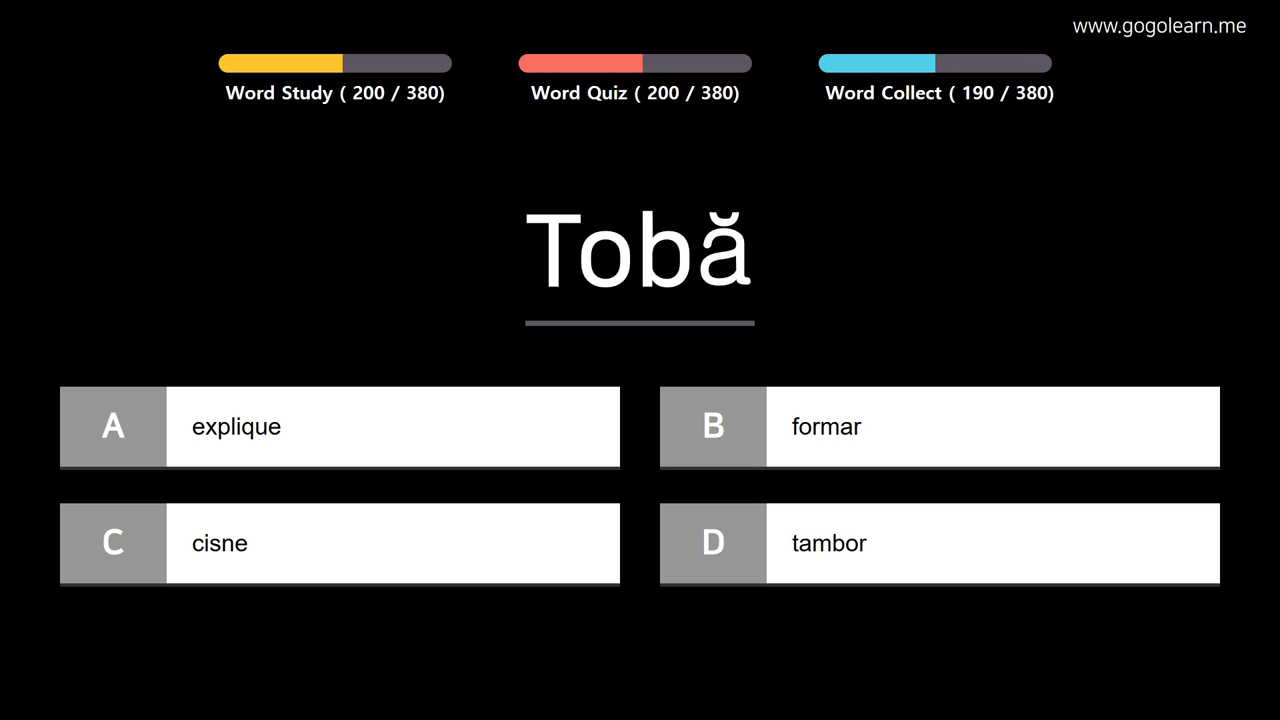 www.gogolearn.me
Word Study ( 200 / 380)
Word Quiz ( 200 / 380)
Word Collect ( 190 / 380)
Tobă
A explique
B formar
C cisne
D tambor